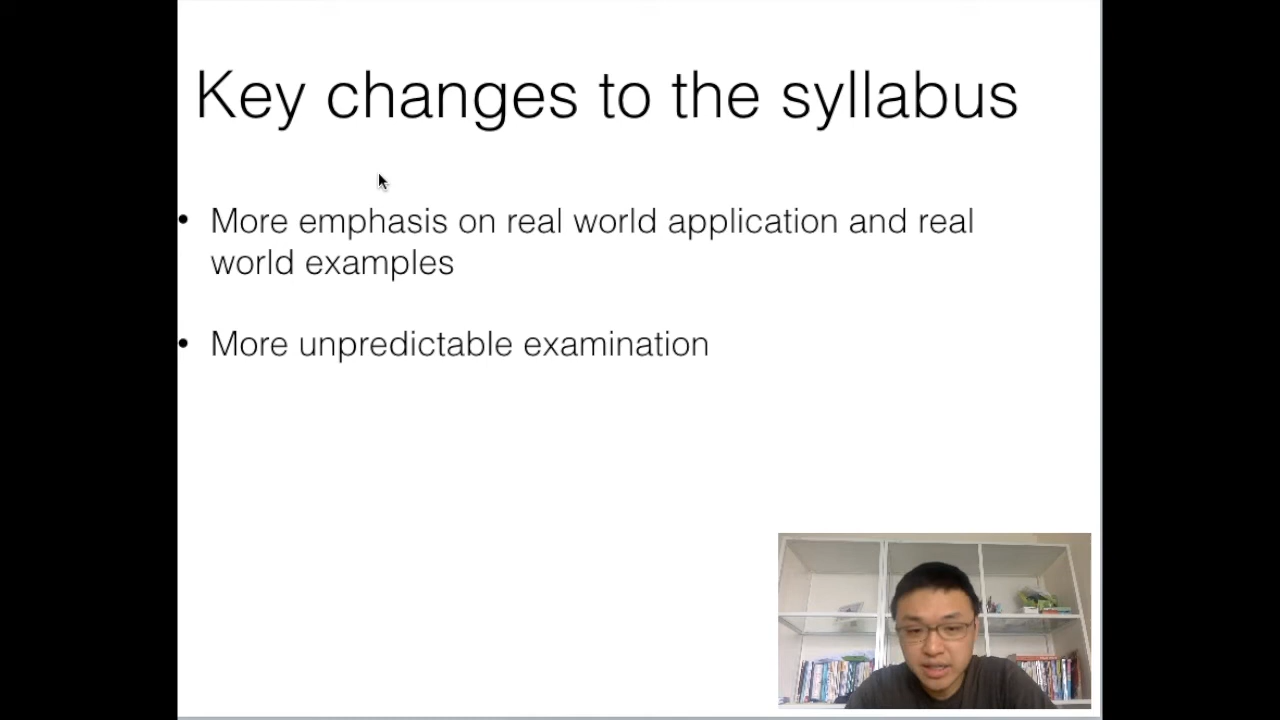 Key changes to the syllabus
• More emphasis on real world application and real
world examples
• More unpredictable examination